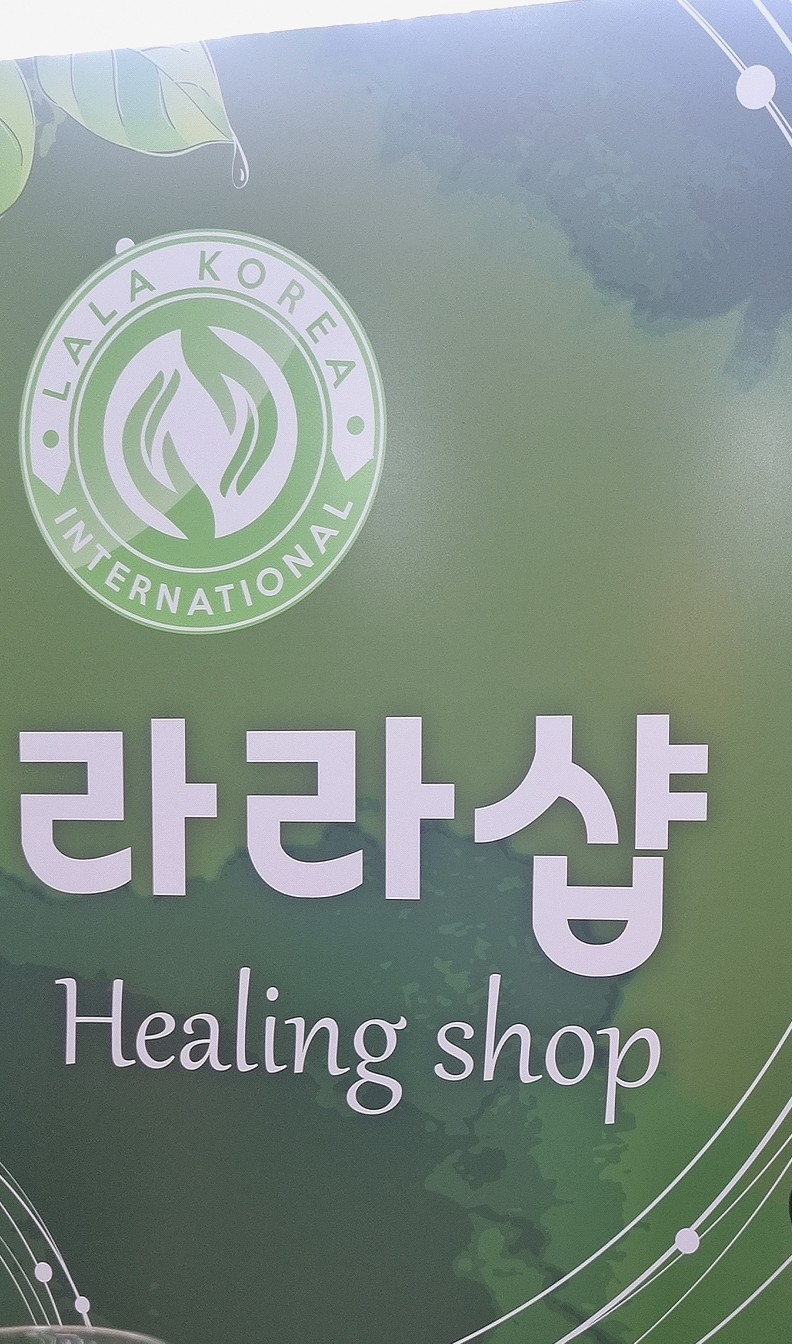 LALA KOREA
INTERNATIONAL
라라샵
Healing shop